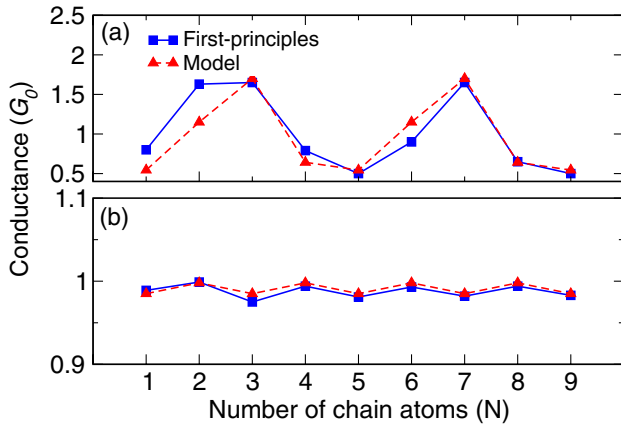 (a)
First-principles
Model
2.5
2
1.5
1
0.5
Conductance (G0)
(b)
1.1
1
0.9
1 2 3 4 5 6 7 8 9
Number of chain atoms (N)